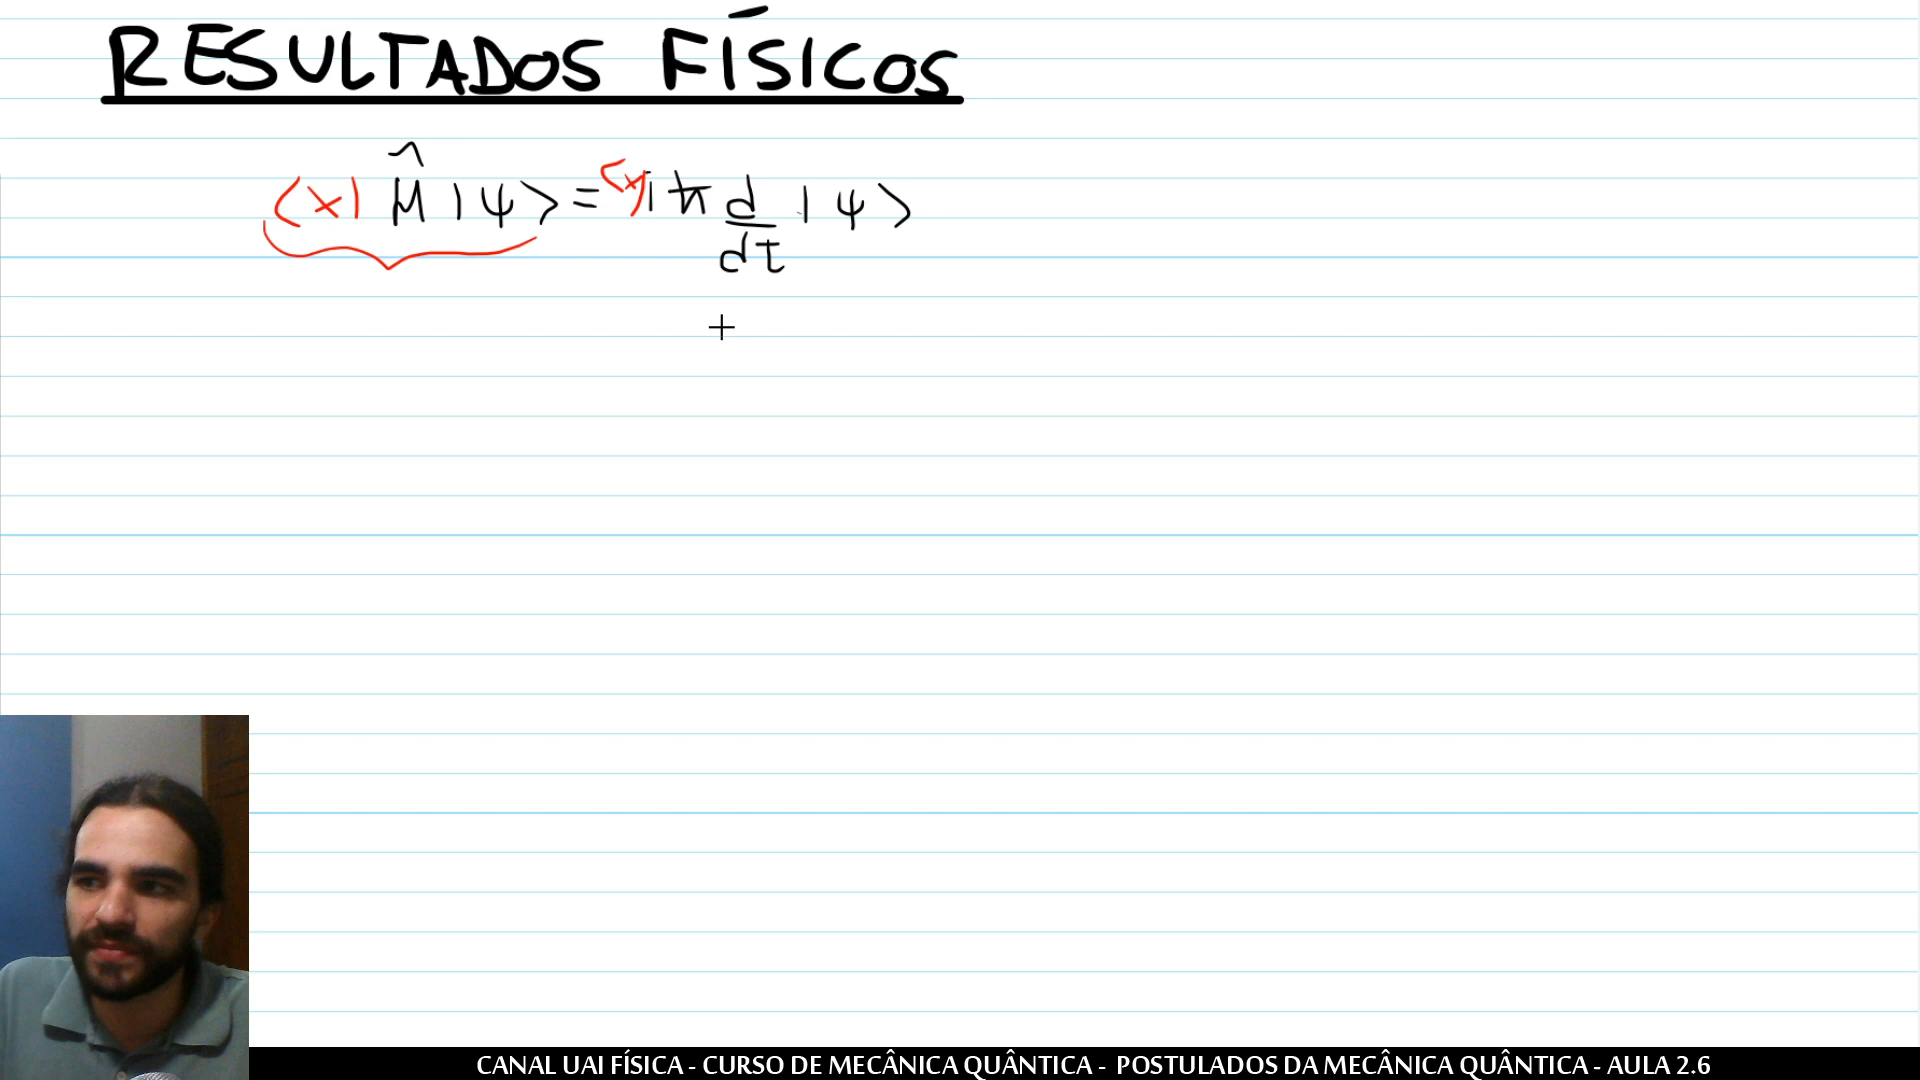 RESULTADOS FÍSICOS
⟨x| Ĥ |ψ⟩ = ⟨x| iħ d/dt |ψ⟩
CANAL UAI FÍSICA - CURSO DE MECÂNICA QUÂNTICA - POSTULADOS DA MECÂNICA QUÂNTICA - AULA 2.6